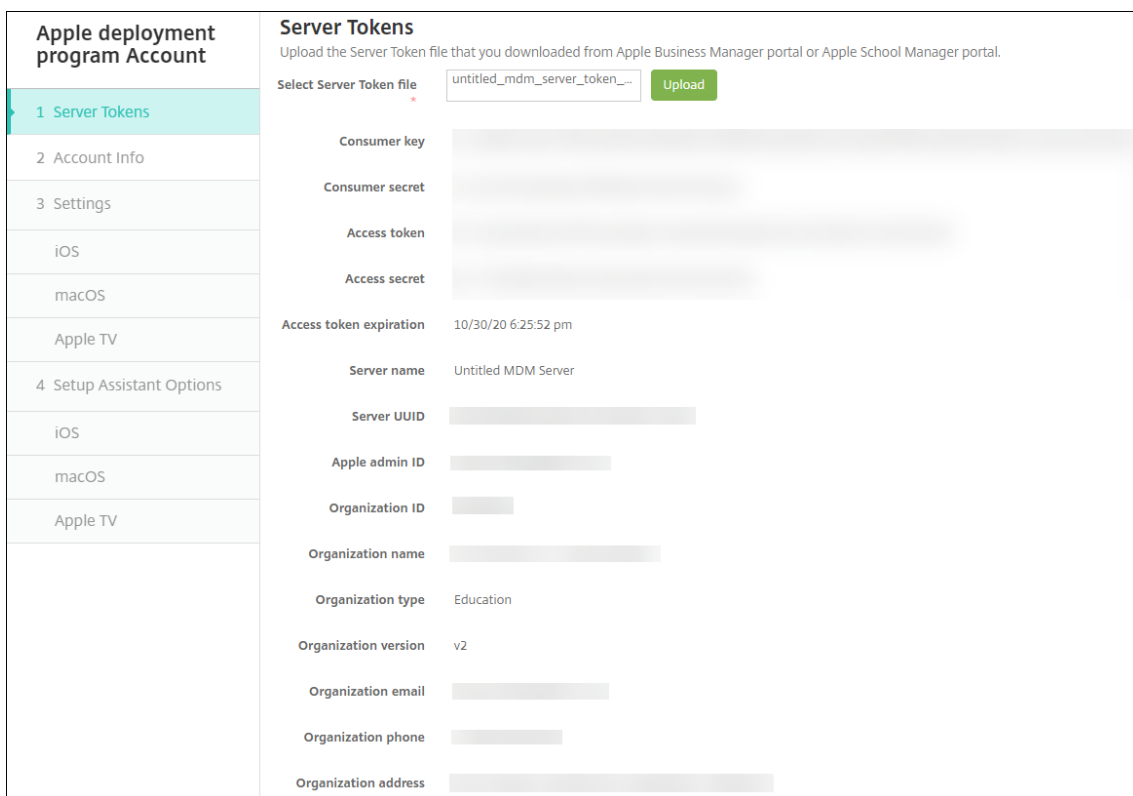 Apple deployment
program Account
1 Server Tokens
2 Account Info
3 Settings
iOS
macOS
Apple TV
4 Setup Assistant Options
iOS
macOS
Apple TV
Server Tokens
Upload the Server Token file that you downloaded from Apple Business Manager portal or Apple School Manager portal.
Select Server Token file
*
untitled_mdm_server_token_...
Upload
Consumer key
Consumer secret
Access token
Access secret
Access token expiration 10/30/20 6:25:52 pm
Server name Untitled MDM Server
Server UUID
Apple admin ID
Organization ID
Organization name
Organization type Education
Organization version v2
Organization email
Organization phone
Organization address